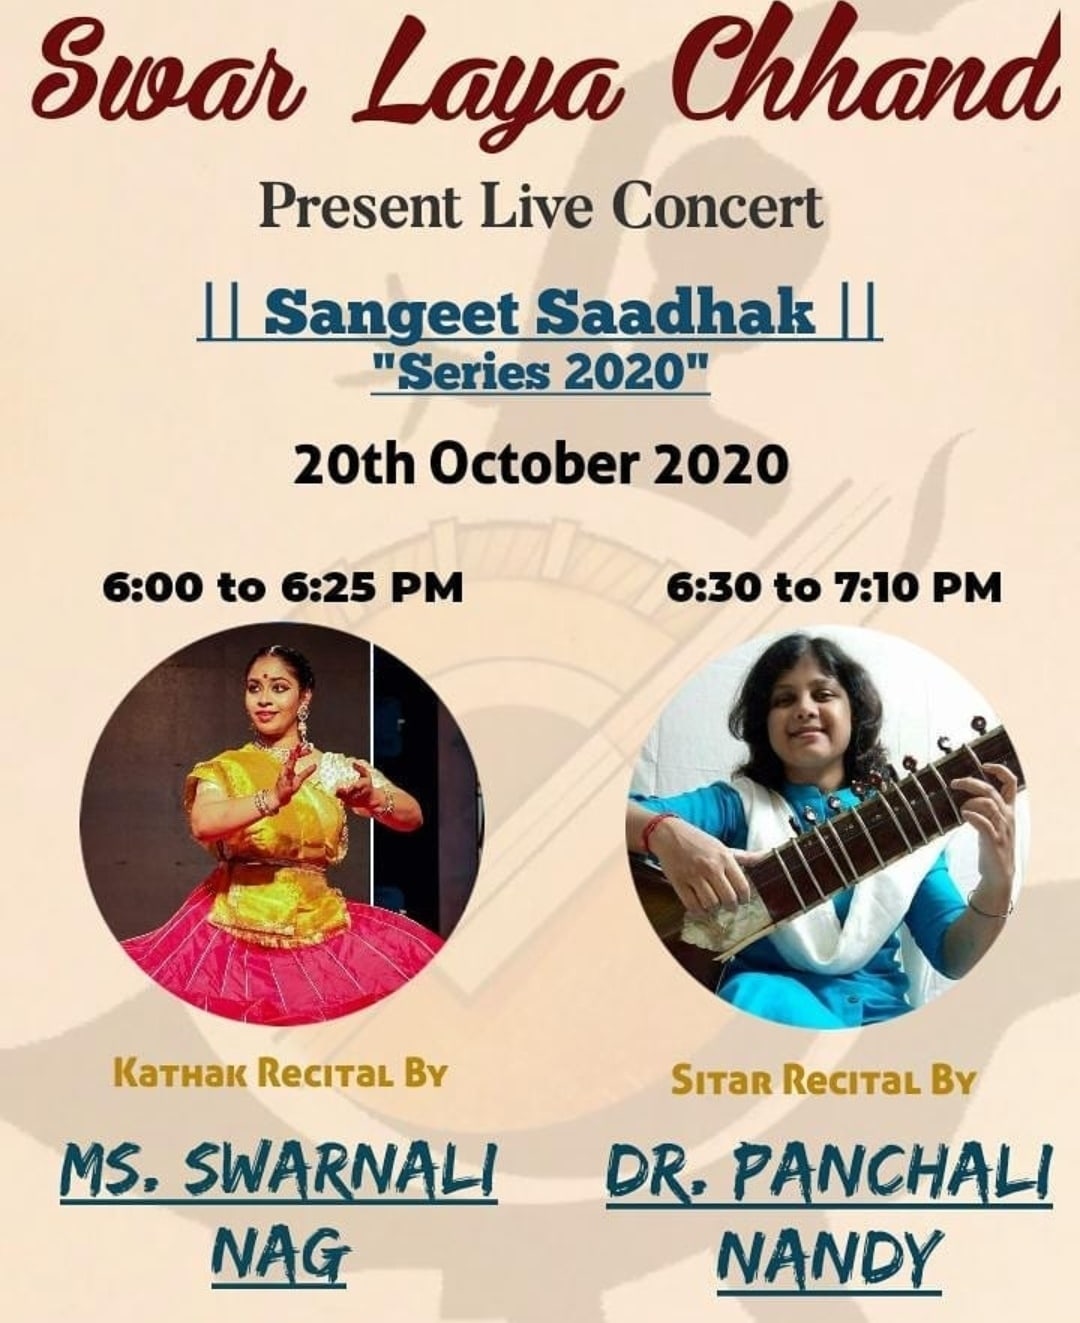 Swar Laya Chhand
Present Live Concert
|| Sangeet Saadhak ||
"Series 2020"
20th October 2020
6:00 to 6:25 PM
6:30 to 7:10 PM
Kathak Recital By
Sitar Recital By
MS. SWARNALI
NAG
DR. PANCHALI
NANDY